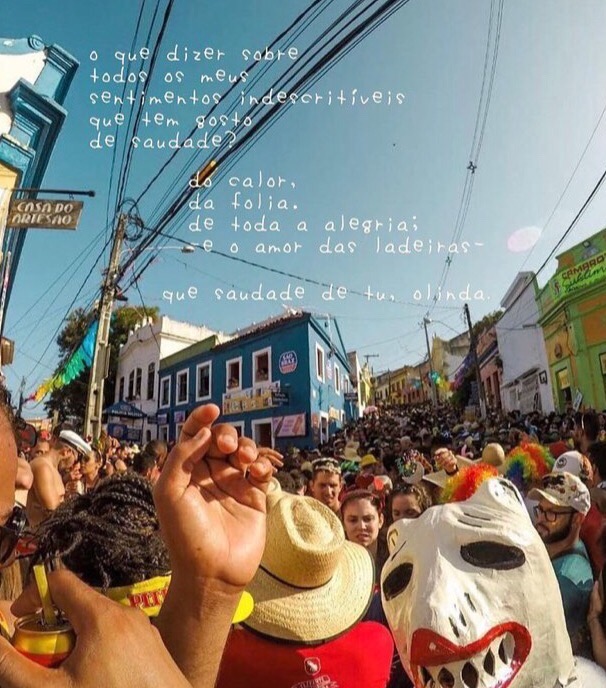 o que dizer sobre
todos os meus
sentimentos indescritíveis
que tem gosto
de saudade?
do calor,
da folia.
de toda a alegria;
-e o amor das ladeiras-
que saudade de tu, olinda.
CASA DO
ARTESÃO